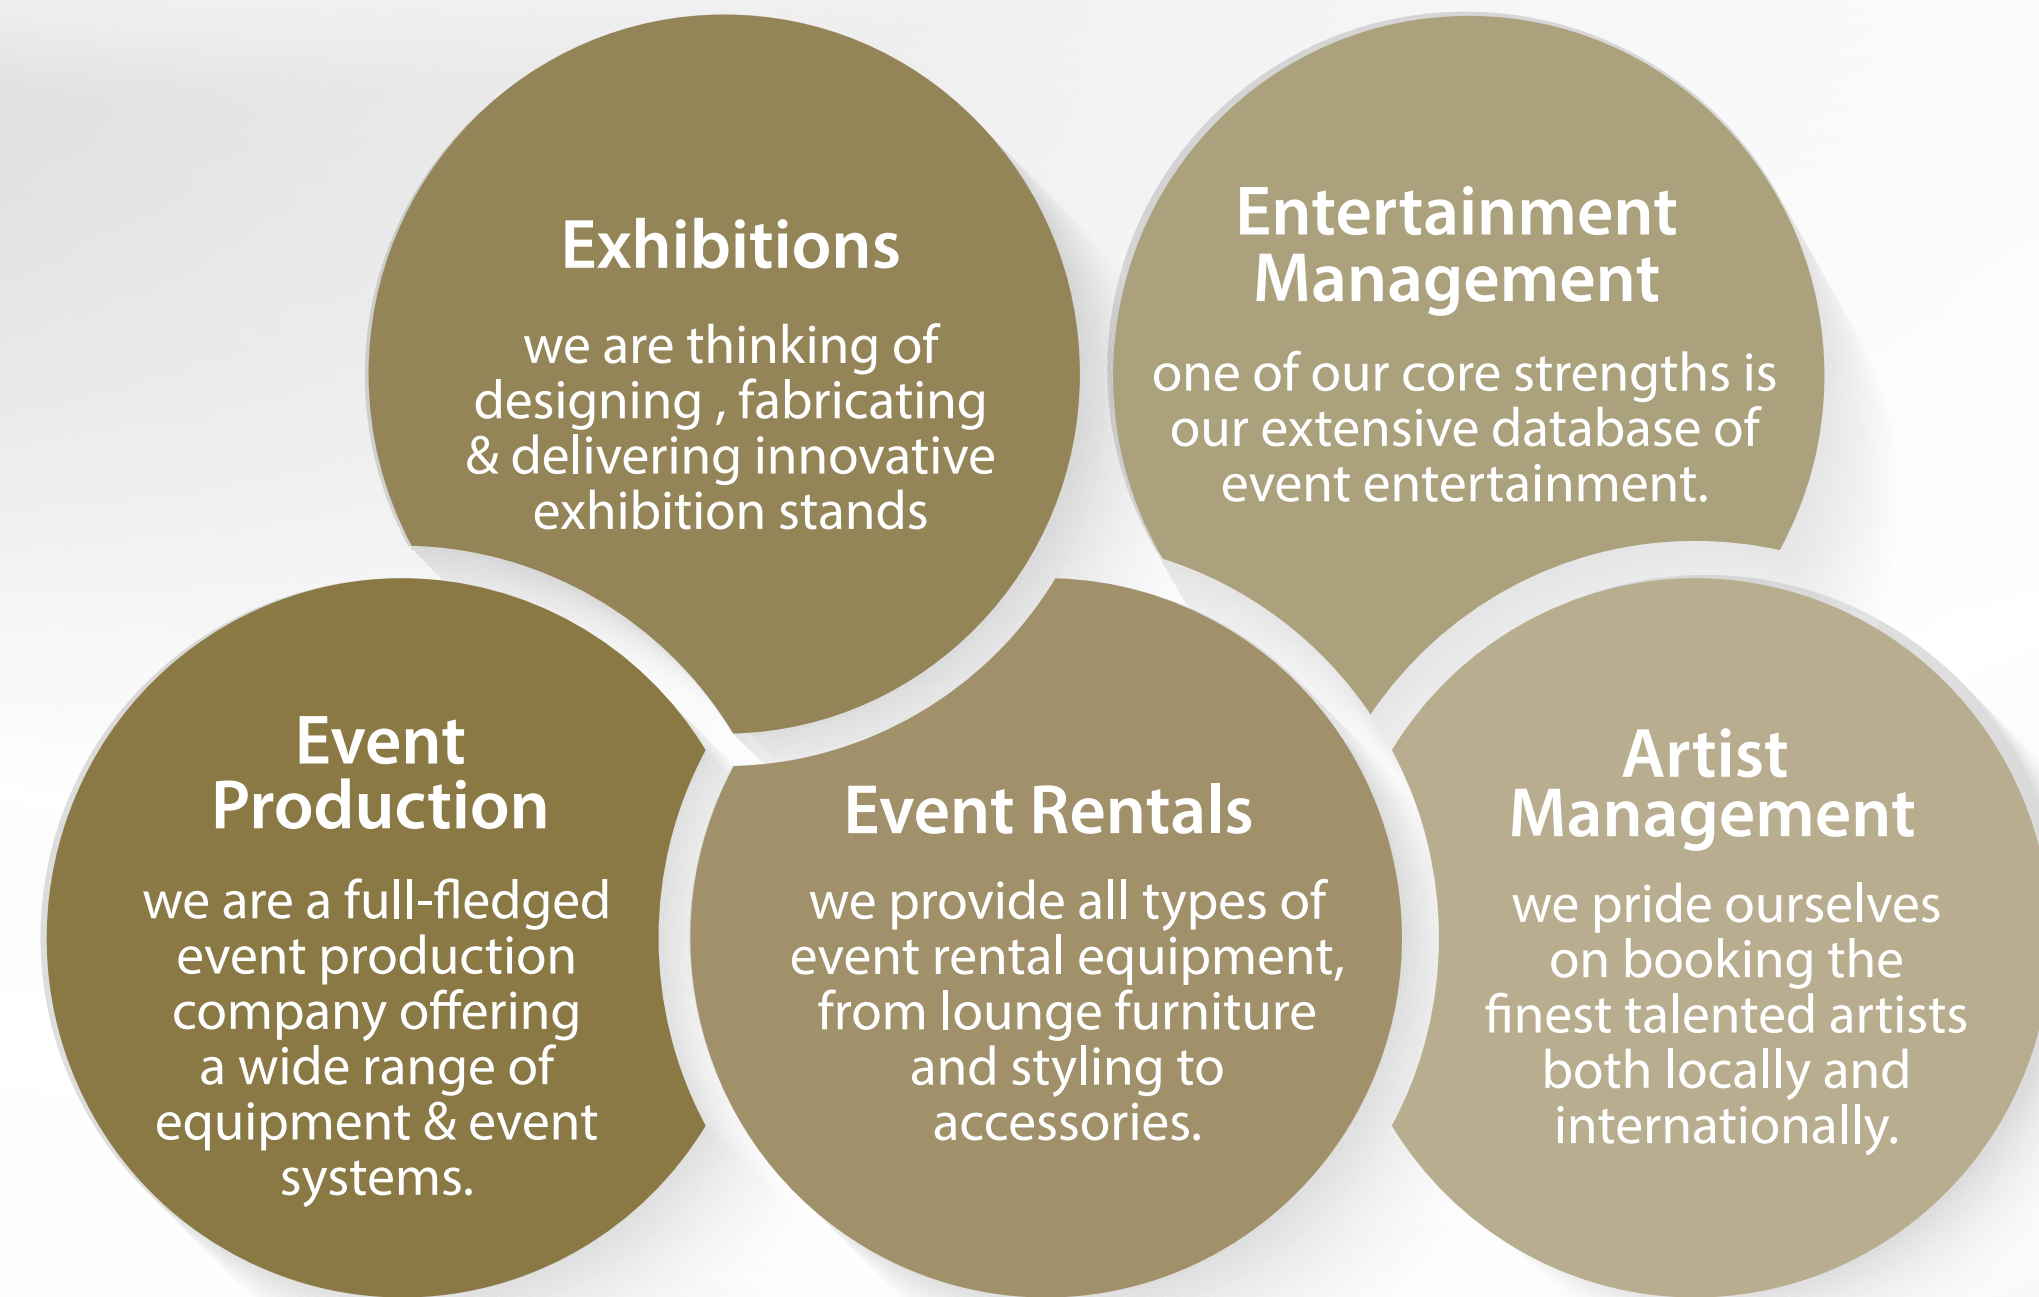 Exhibitions
we are thinking of
designing , fabricating
& delivering innovative
exhibition stands
Entertainment
Management
one of our core strengths is
our extensive database of
event entertainment.
Event
Production
we are a full-fledged
event production
company offering
a wide range of
equipment & event
systems.
Event Rentals
we provide all types of
event rental equipment,
from lounge furniture
and styling to
accessories.
Artist
Management
we pride ourselves
on booking the
finest talented artists
both locally and
internationally.